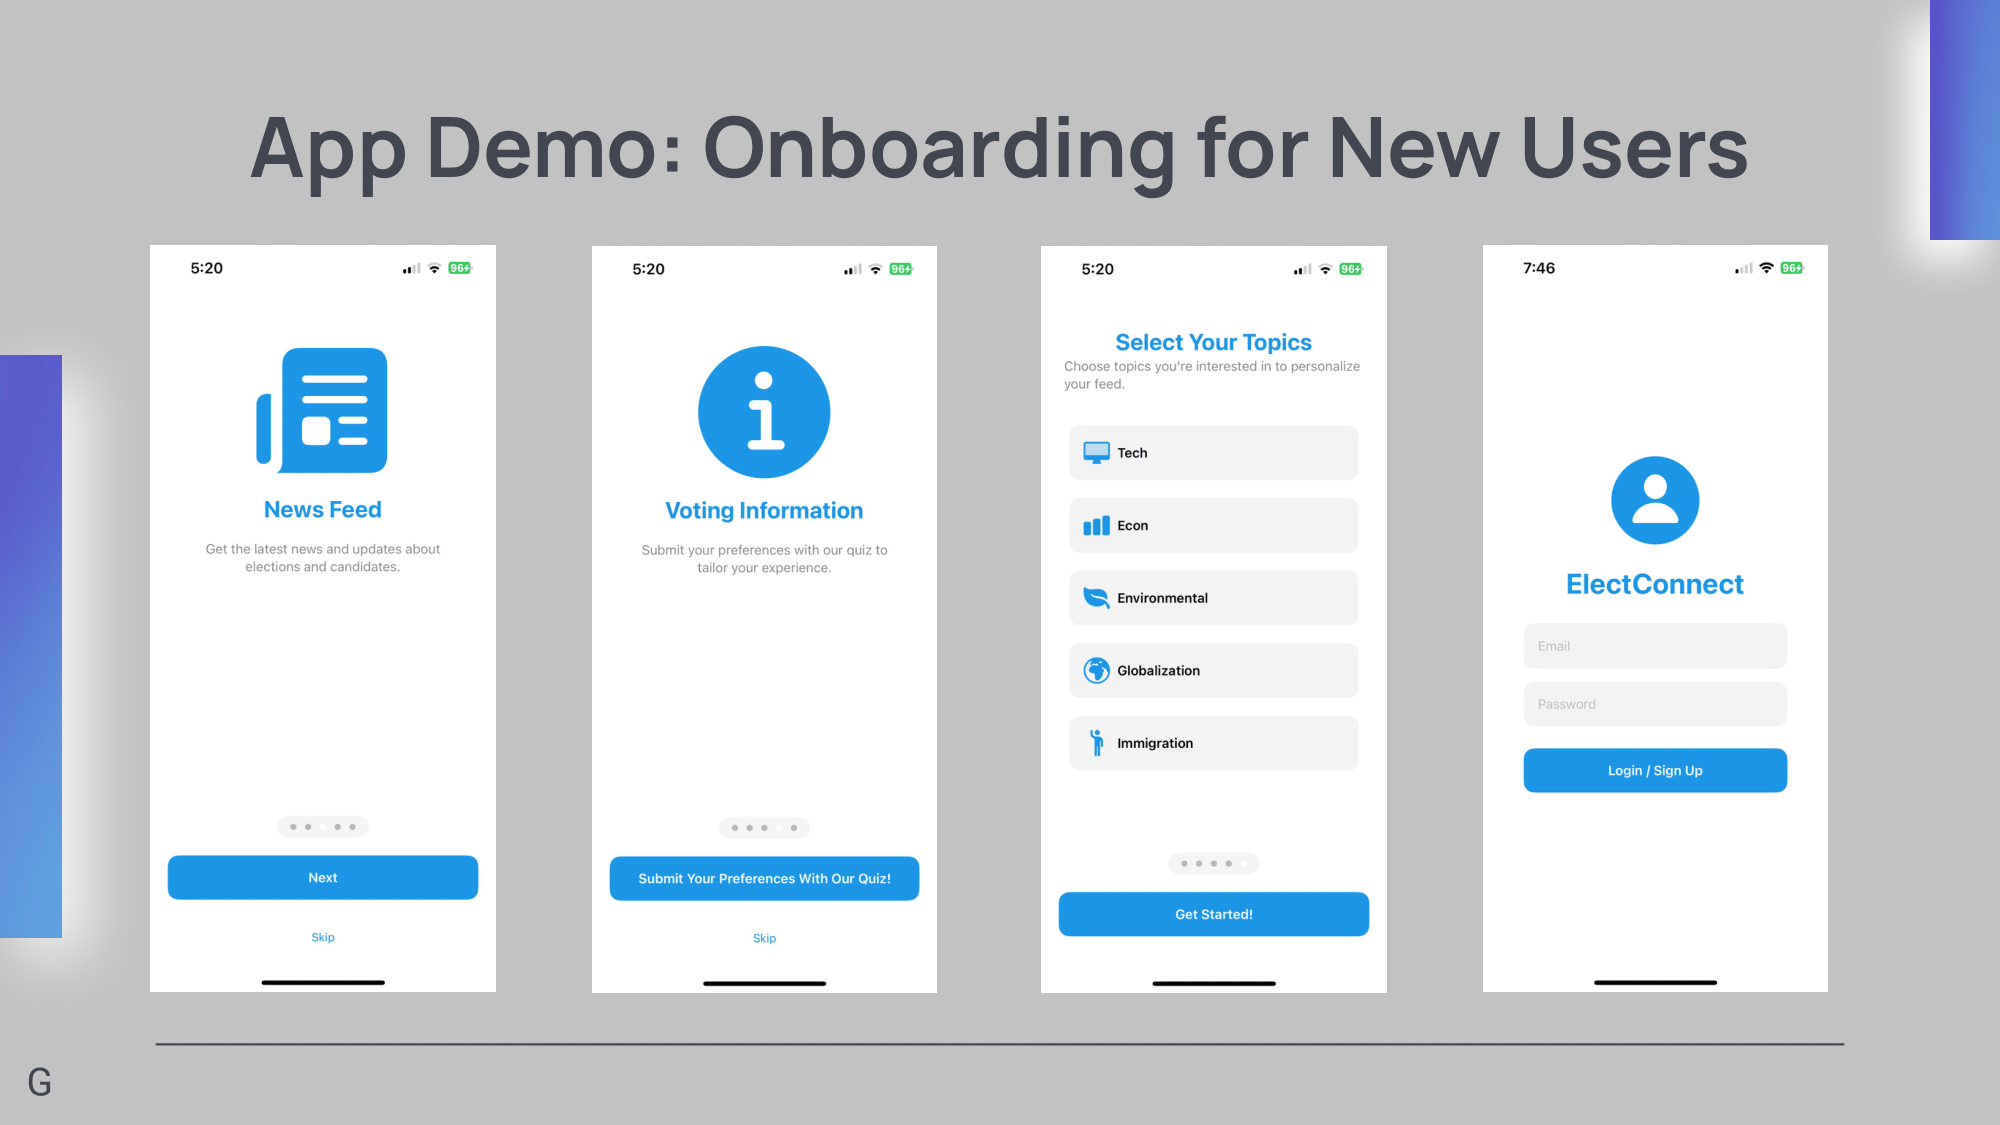 App Demo: Onboarding for New Users
5:20
96
News Feed
Get the latest news and updates about
elections and candidates.
Next
Skip
5:20
96
Voting Information
Submit your preferences with our quiz to
tailor your experience.
Submit Your Preferences With Our Quiz!
Skip
5:20
96
Select Your Topics
Choose topics you're interested in to personalize
your feed.
Tech
Econ
Environmental
Globalization
Immigration
Get Started!
7:46
96
ElectConnect
Email
Password
Login / Sign Up
G